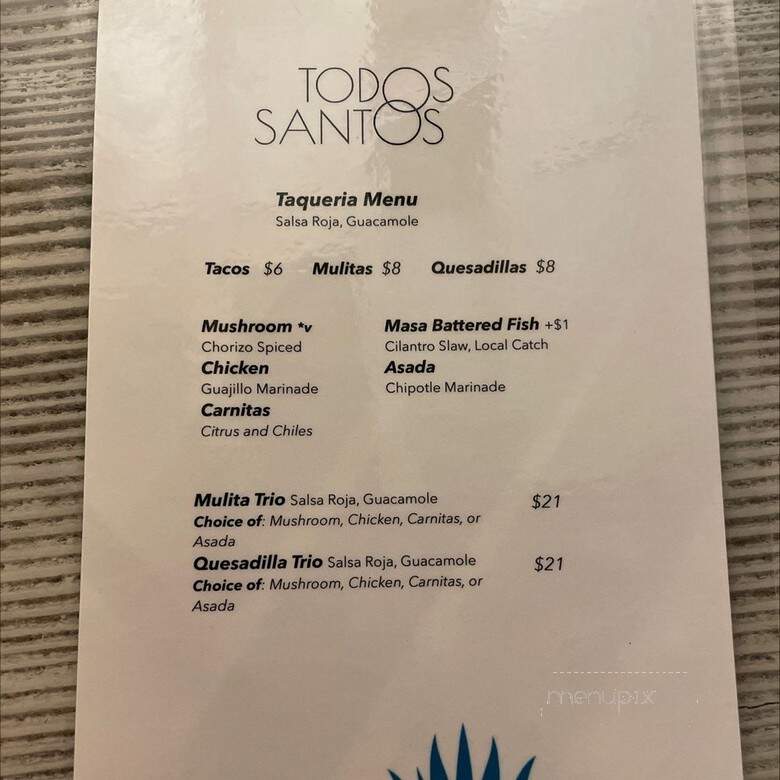 TODOS
SANTOS
Taqueria Menu
Salsa Roja, Guacamole
Tacos $6 Mulitas $8 Quesadillas $8
Mushroom *v
Chorizo Spiced
Chicken
Guajillo Marinade
Carnitas
Citrus and Chiles
Masa Battered Fish +$1
Cilantro Slaw, Local Catch
Asada
Chipotle Marinade
Mulita Trio Salsa Roja, Guacamole $21
Choice of: Mushroom, Chicken, Carnitas, or
Asada
Quesadilla Trio Salsa Roja, Guacamole $21
Choice of: Mushroom, Chicken, Carnitas, or
Asada
menupix